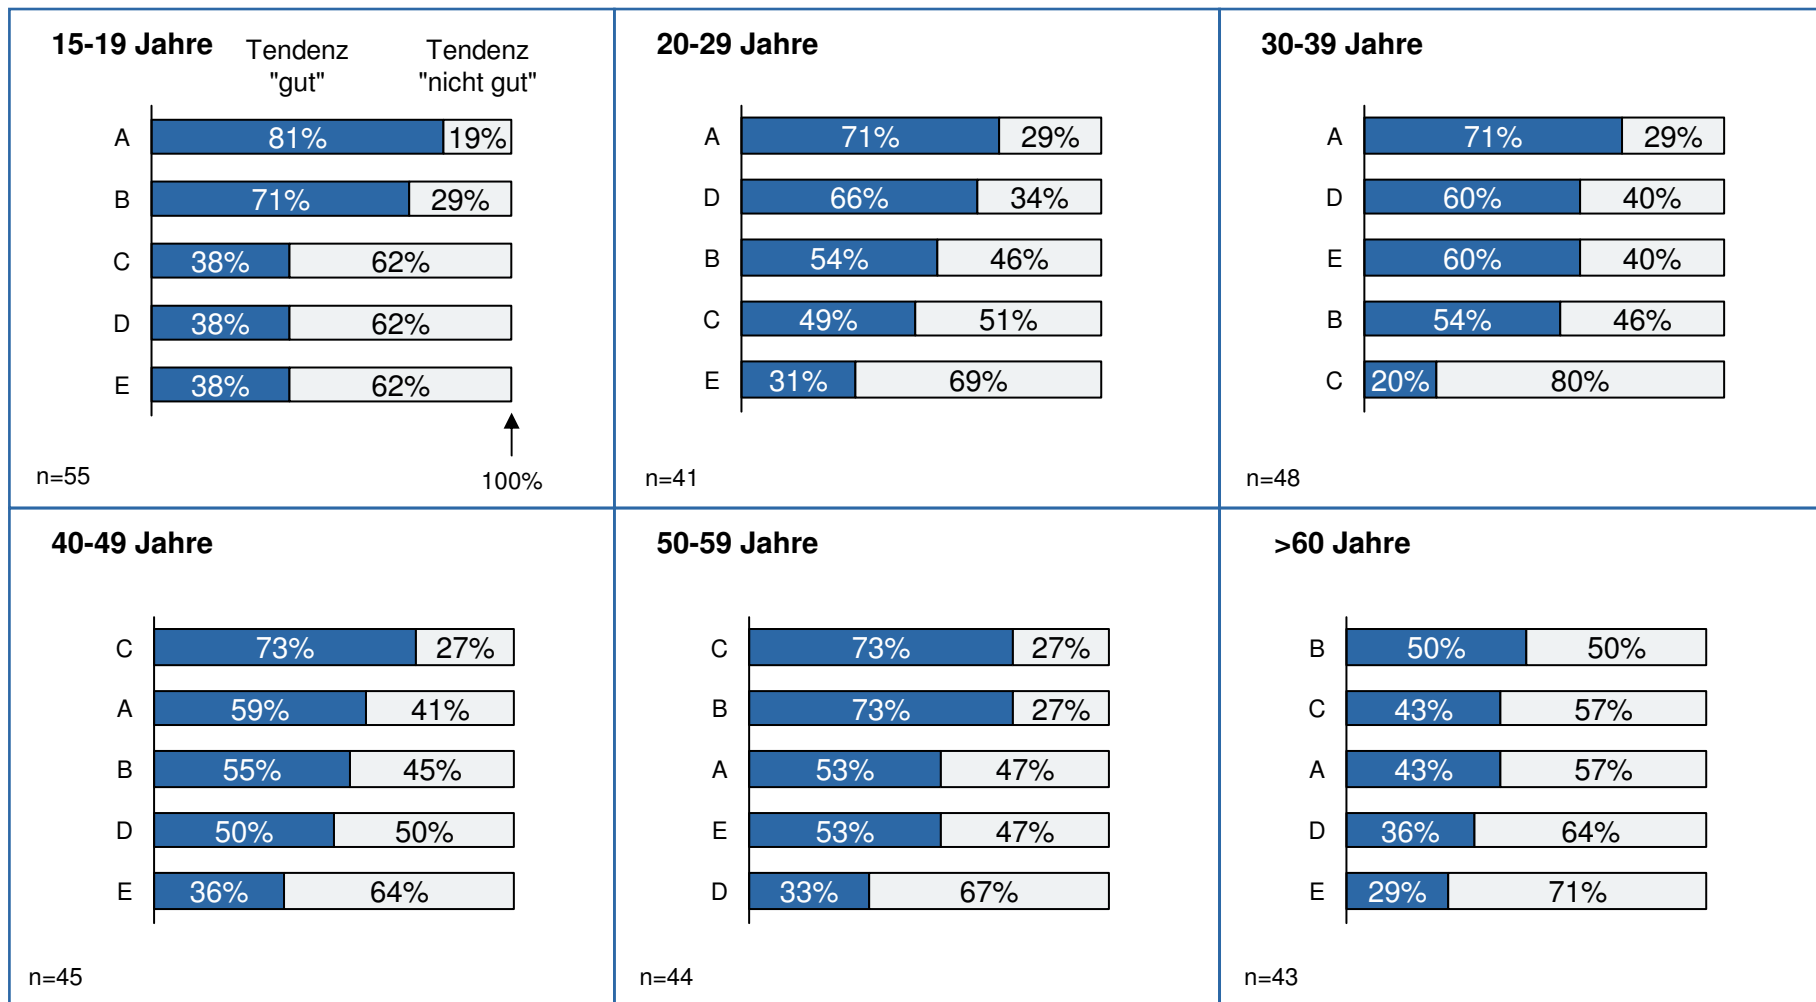 15-19 Jahre
Tendenz "gut"
Tendenz "nicht gut"
A 81% 19%
B 71% 29%
C 38% 62%
D 38% 62%
E 38% 62%
n=55
100%
20-29 Jahre
A 71% 29%
D 66% 34%
B 54% 46%
C 49% 51%
E 31% 69%
n=41
30-39 Jahre
A 71% 29%
D 60% 40%
E 60% 40%
B 54% 46%
C 20% 80%
n=48
40-49 Jahre
C 73% 27%
A 59% 41%
B 55% 45%
D 50% 50%
E 36% 64%
n=45
50-59 Jahre
C 73% 27%
B 73% 27%
A 53% 47%
E 53% 47%
D 33% 67%
n=44
>60 Jahre
B 50% 50%
C 43% 57%
A 43% 57%
D 36% 64%
E 29% 71%
n=43